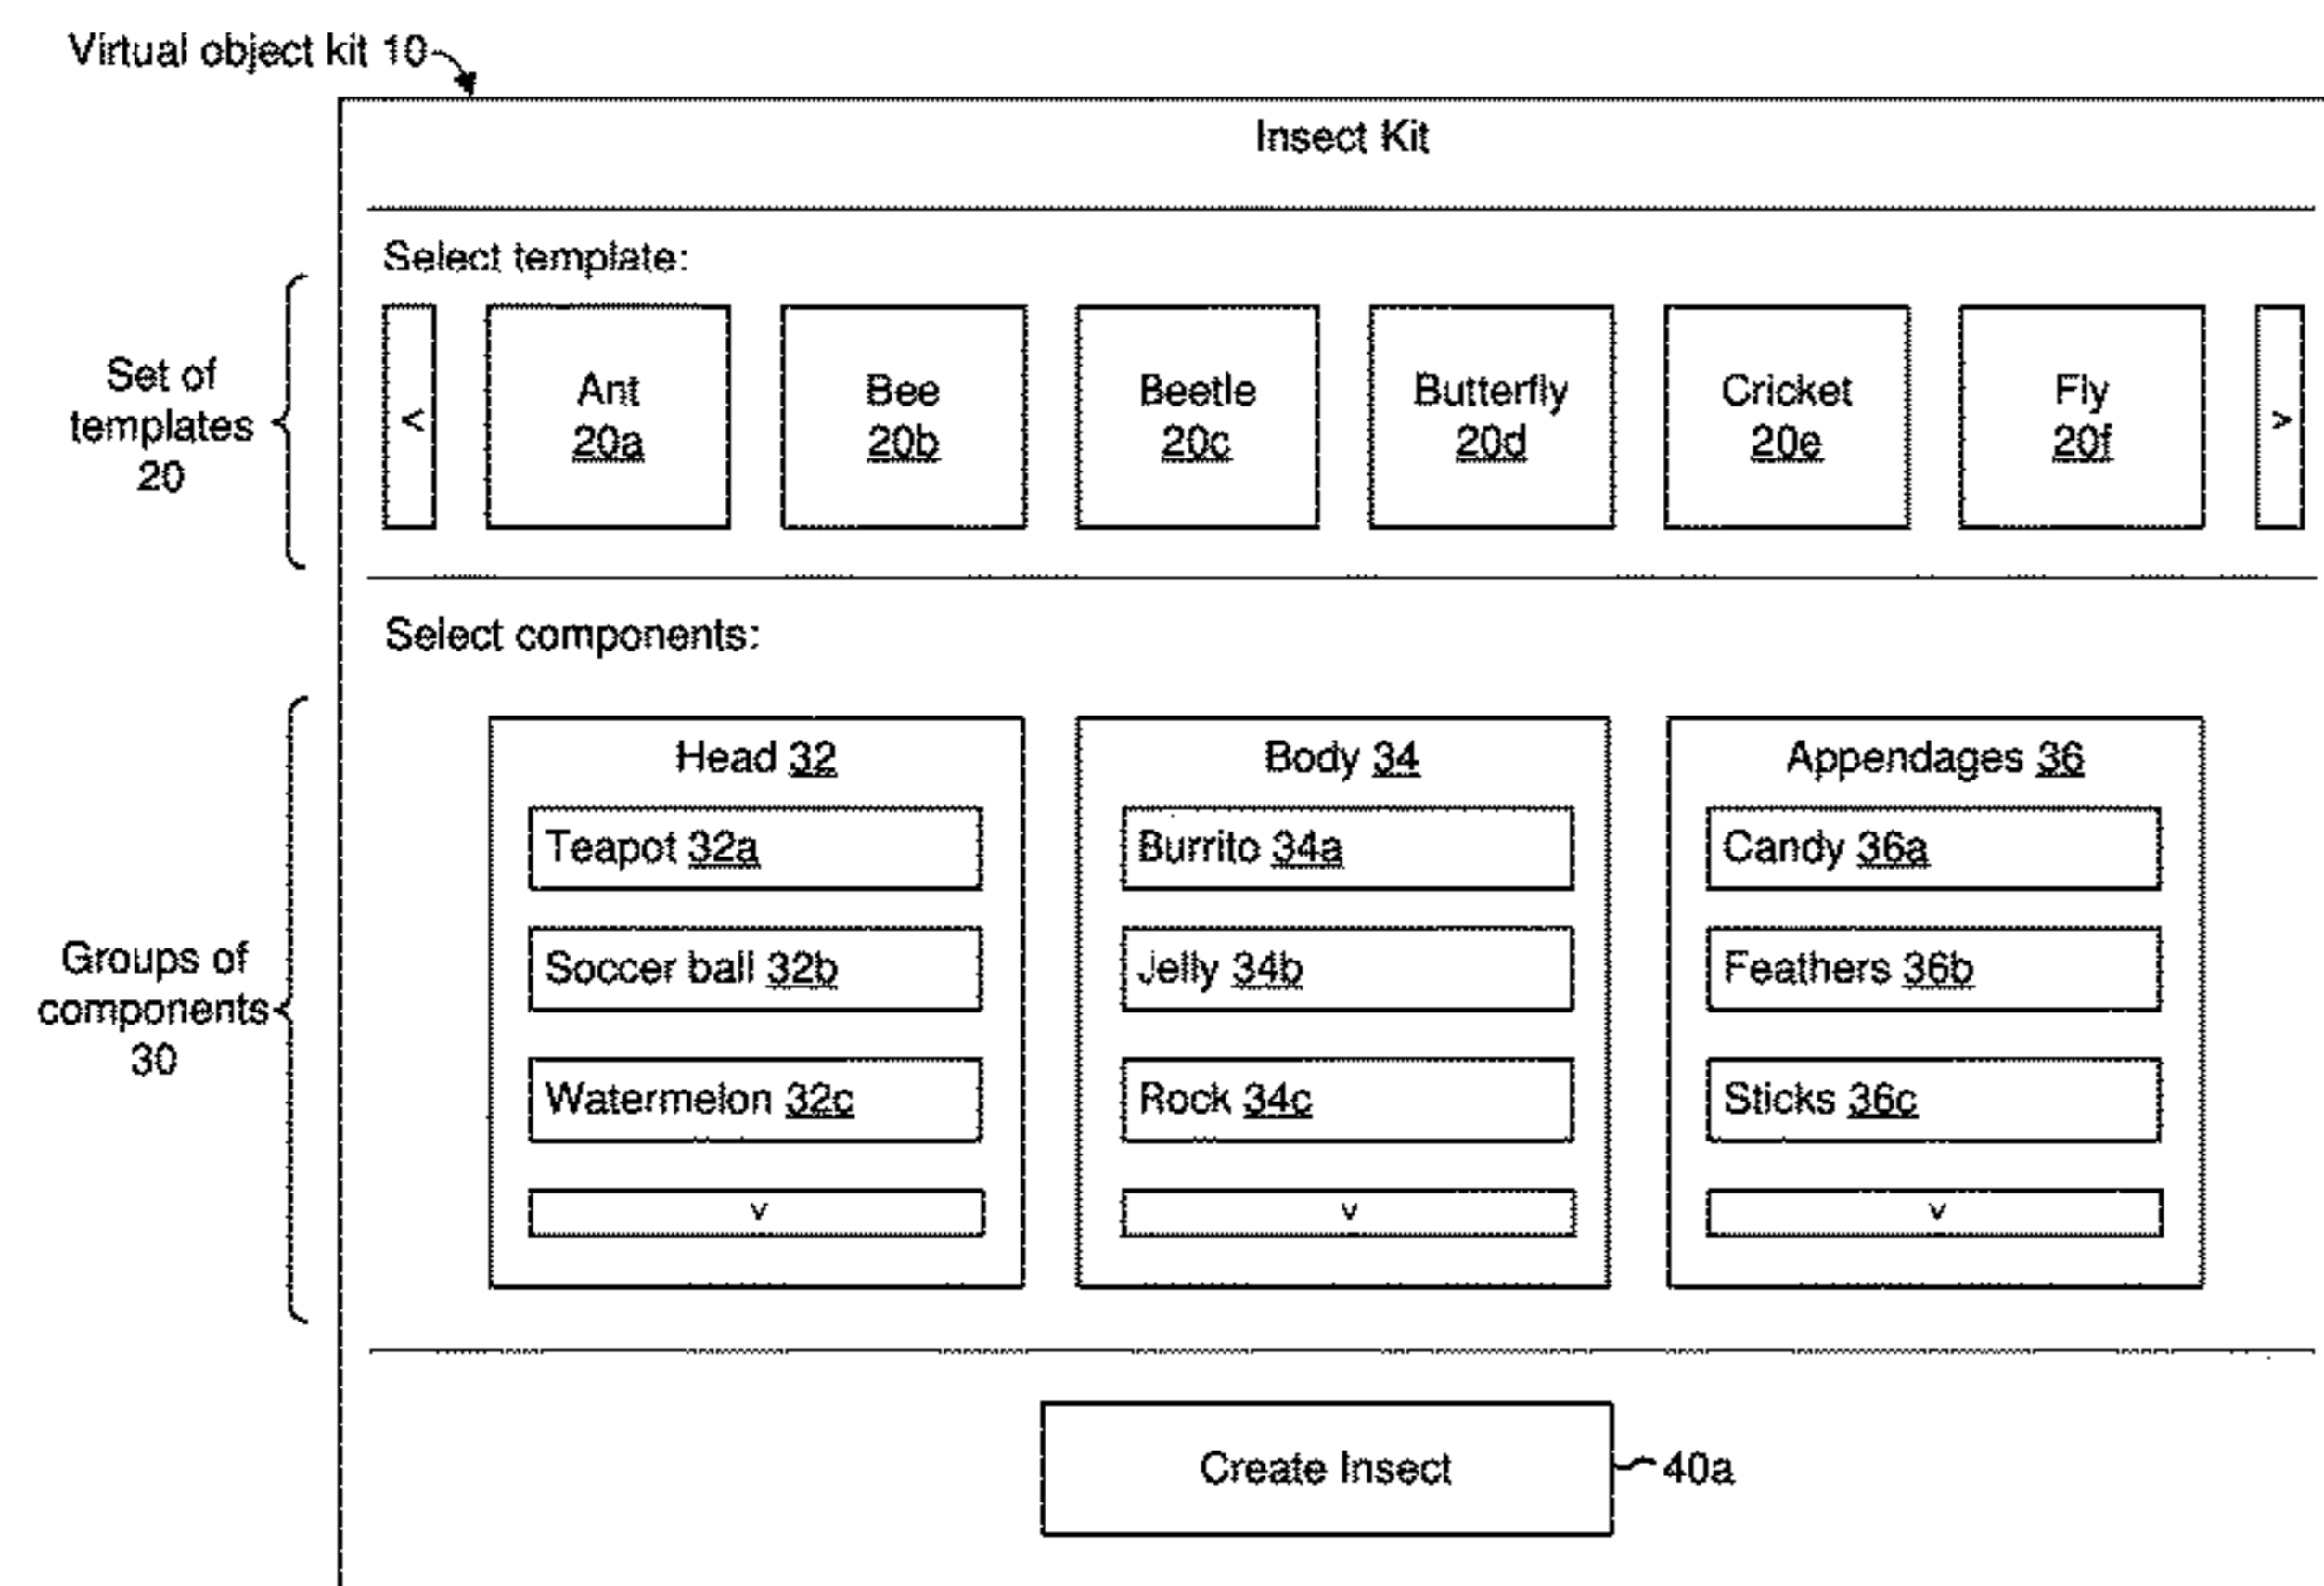 Virtual object kit 10
Insect Kit
Select template:
Set of
templates
20
<
Ant
20a
Bee
20b
Beetle
20c
Butterfly
20d
Cricket
20e
Fly
20f
>
Select components:
Groups of
components
30
Head 32
Teapot 32a
Soccer ball 32b
Watermelon 32c
v
Body 34
Burrito 34a
Jelly 34b
Rock 34c
v
Appendages 36
Candy 36a
Feathers 36b
Sticks 36c
v
Create Insect
40a